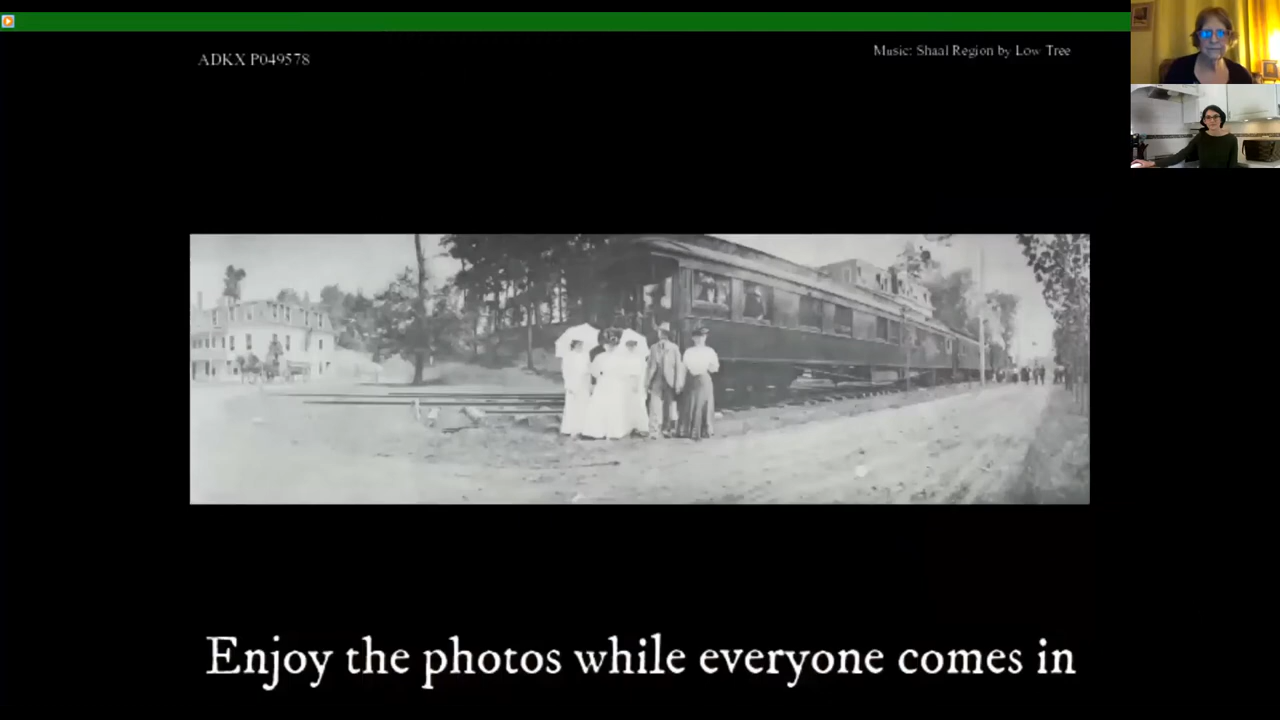 ADKX P049578
Music: Shaal Region by Low Tree
Enjoy the photos while everyone comes in